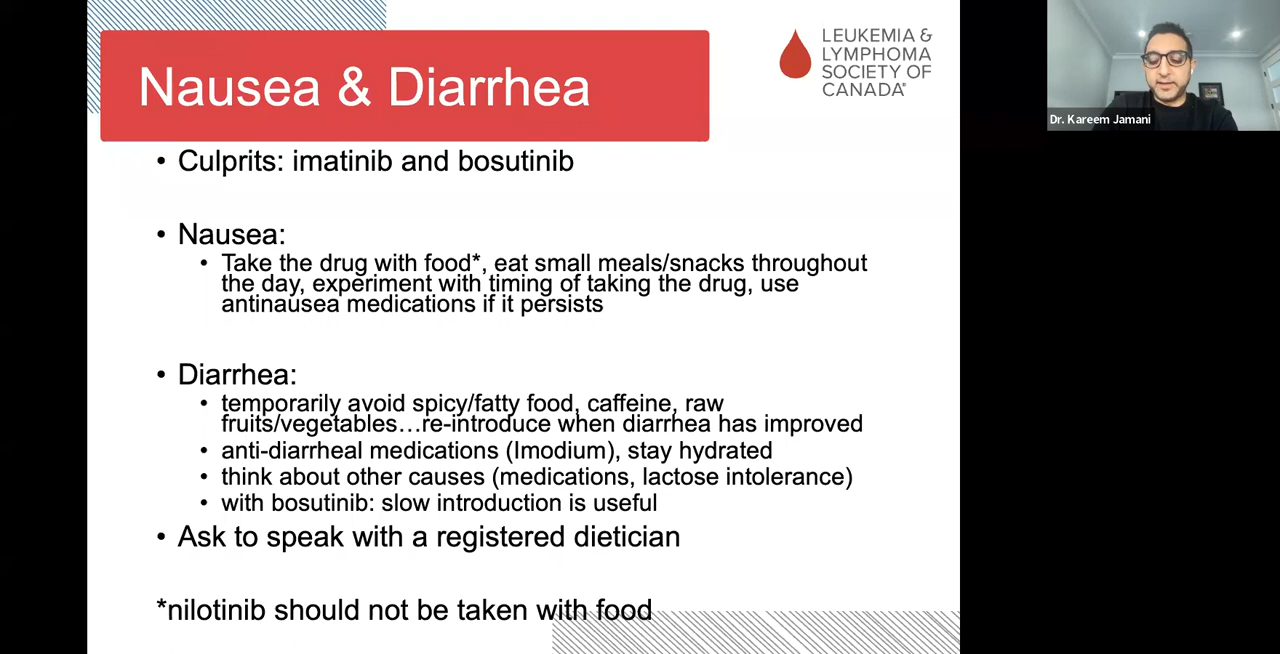 Nausea & Diarrhea
LEUKEMIA &
LYMPHOMA
SOCIETY OF
CANADA®
Dr. Kareem Jamani
• Culprits: imatinib and bosutinib
• Nausea:
• Take the drug with food*, eat small meals/snacks throughout
the day, experiment with timing of taking the drug, use
antinausea medications if it persists
• Diarrhea:
• temporarily avoid spicy/fatty food, caffeine, raw
fruits/vegetables…re-introduce when diarrhea has improved
• anti-diarrheal medications (Imodium), stay hydrated
• think about other causes (medications, lactose intolerance)
• with bosutinib: slow introduction is useful
• Ask to speak with a registered dietician
*nilotinib should not be taken with food